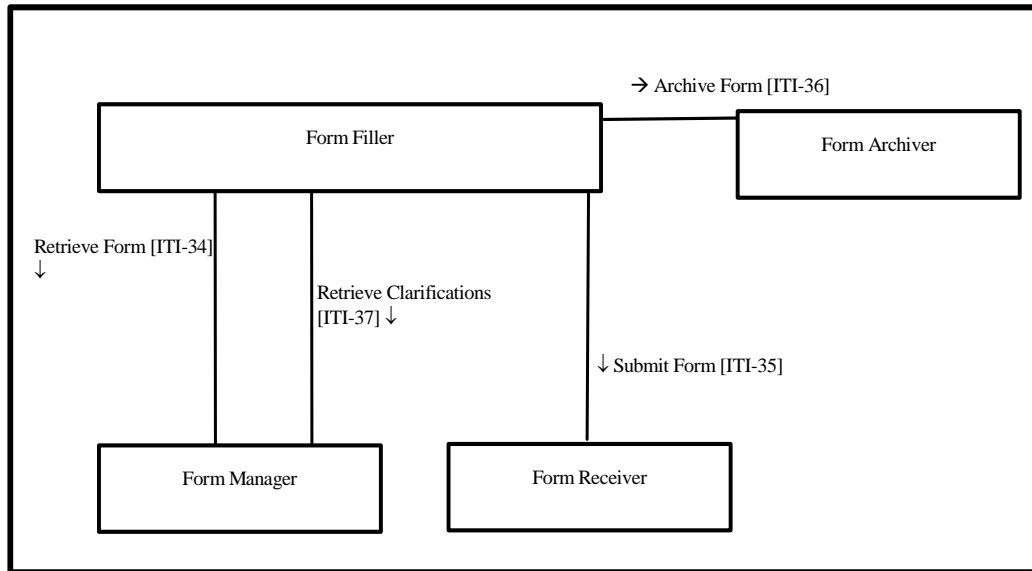 → Archive Form [ITI-36]
Form Filler
Form Archiver
Retrieve Form [ITI-34]
↓
Retrieve Clarifications
[ITI-37] ↓
↓ Submit Form [ITI-35]
Form Manager
Form Receiver